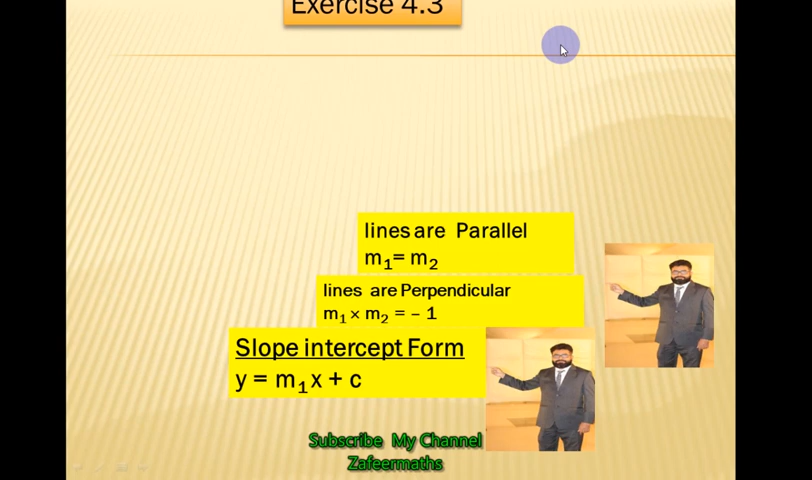 Exercise 4.3
lines are Parallel
m₁= m₂
lines are Perpendicular
m₁ × m₂ = – 1
Slope intercept Form
y = m₁x + c
Subscribe My Channel
Zafeermaths